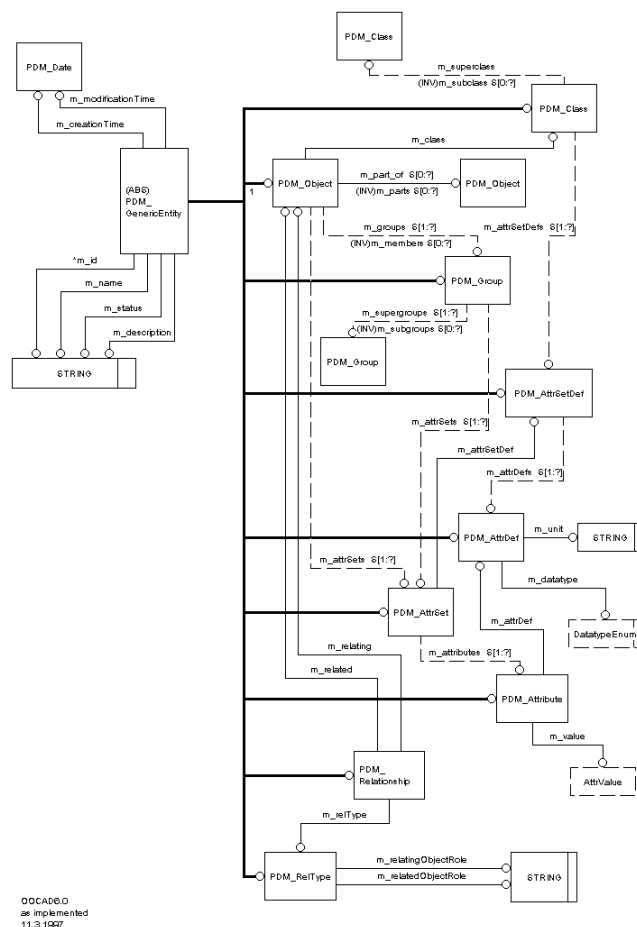 PDM_Class
PDM_Date
m_superclass
(INV)m_subclass S[0:?]
m_modificationTime
PDM_Class
m_creationTime
m_class
(ABS)
PDM_
GenericEntity
1
PDM_Object
m_part_of S[0:?]
(INV)m_parts S[0:?]
PDM_Object
m_groups S[1:?]
m_attrSetDefs S[1:?]
(INV)m_members S[0:?]
*m_id
m_name
PDM_Group
m_status
m_supergroups S[1:?]
m_description
(INV)m_subgroups S[0:?]
STRING
PDM_Group
PDM_AttrSetDef
m_attrSets S[1:?]
m_attrSetDef
m_attrDefs S[1:?]
PDM_AttrDef
m_unit
STRING
m_attrSets S[1:?]
m_datatype
PDM_AttrSet
m_attrDef
DatatypeEnum
m_relating
m_attributes S[1:?]
m_related
PDM_Attribute
m_value
PDM_
Relationship
AttrValue
m_relType
m_relatingObjectRole
PDM_RelType
m_relatedObjectRole
STRING
OOCAD6.0
as implemented
11.3.1997